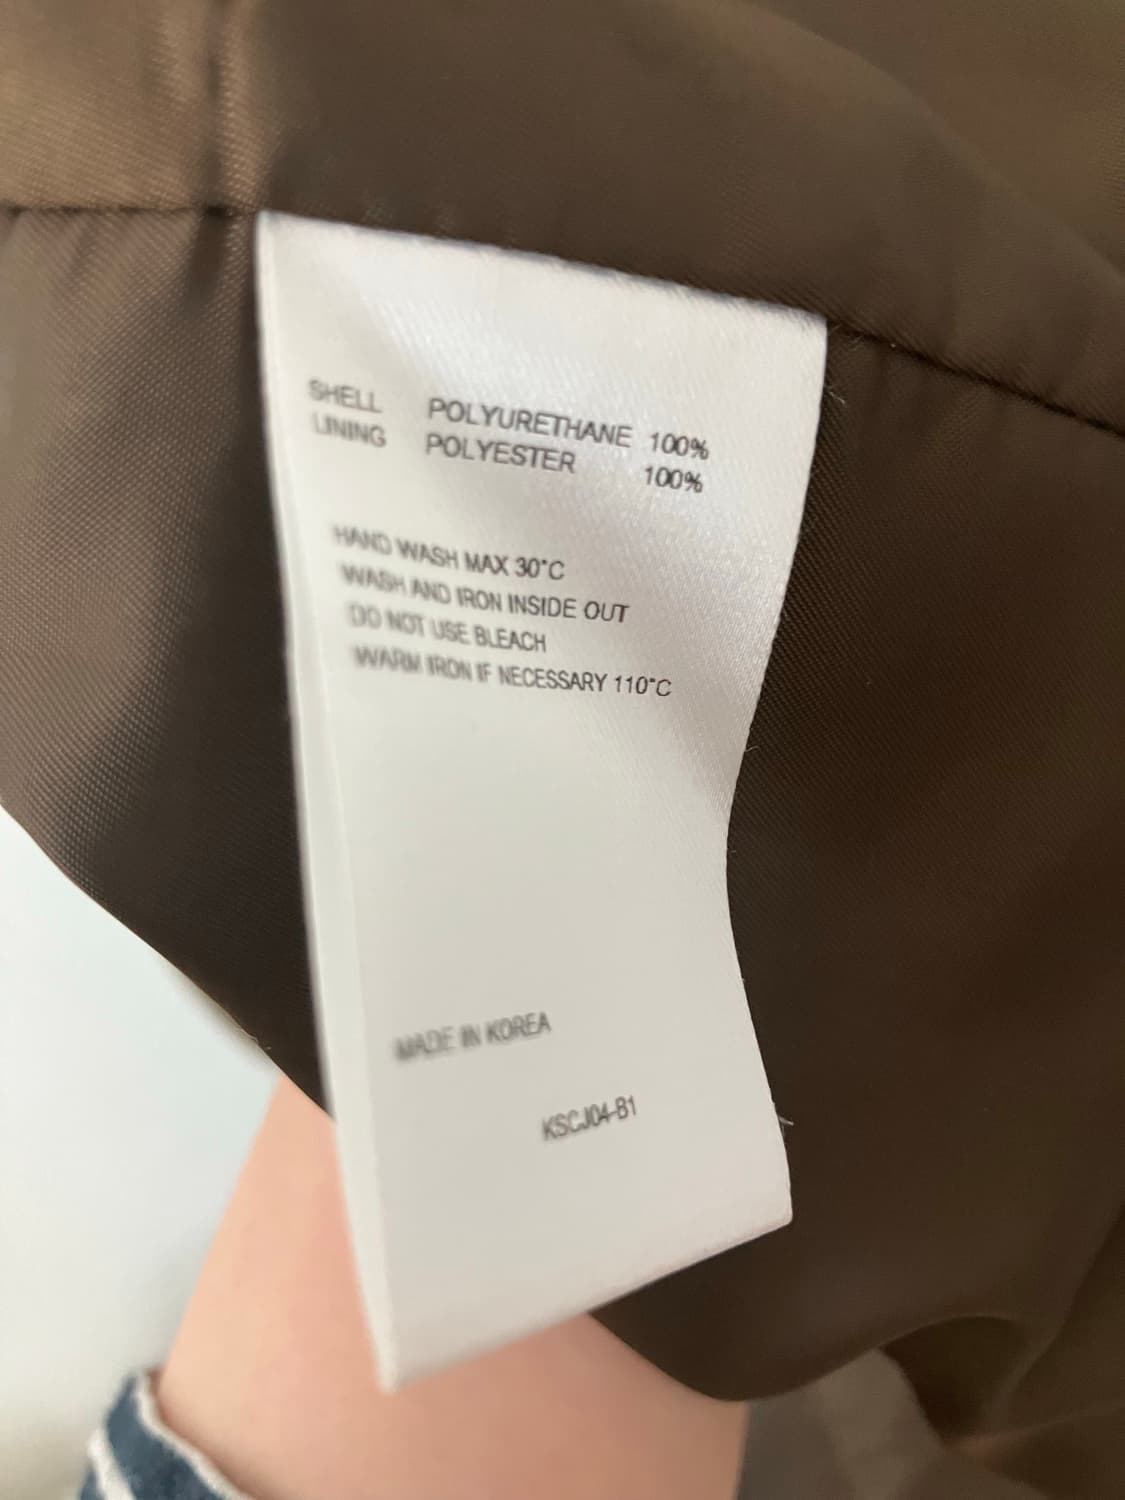 SHELL POLYURETHANE 100%
LINING POLYESTER 100%
HAND WASH MAX 30°C
WASH AND IRON INSIDE OUT
DO NOT USE BLEACH
WARM IRON IF NECESSARY 110°C
MADE IN KOREA
KSCJ04-B1